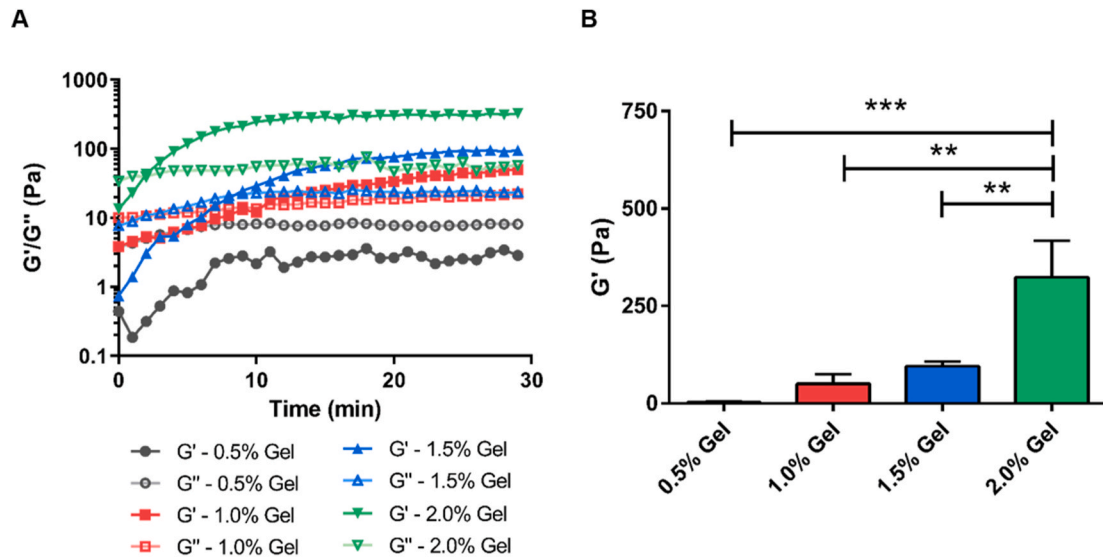 A
G'/G'' (Pa)
1000
100
10
1
0.1
0
10
20
30
Time (min)
G' - 0.5% Gel
G'' - 0.5% Gel
G' - 1.0% Gel
G'' - 1.0% Gel
G' - 1.5% Gel
G'' - 1.5% Gel
G' - 2.0% Gel
G'' - 2.0% Gel
B
G' (Pa)
750
500
250
0
***
**
**
0.5% Gel
1.0% Gel
1.5% Gel
2.0% Gel